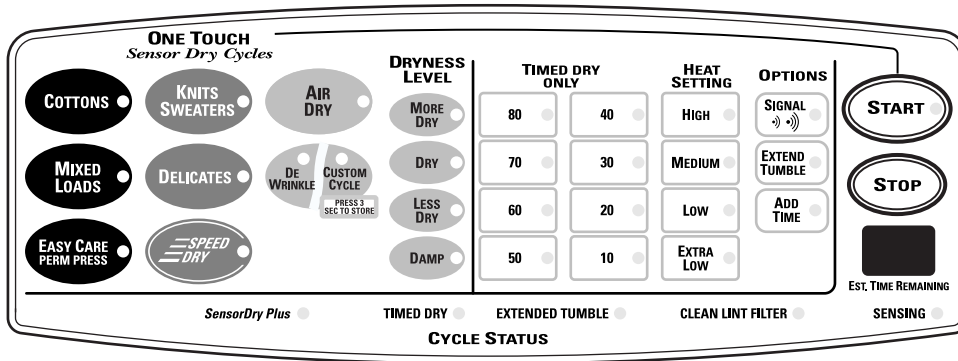 ONE TOUCH
Sensor Dry Cycles
COTTONS
KNITS
SWEATERS
AIR
DRY
MIXED
LOADS
DELICATES
DE
WRINKLE
CUSTOM
CYCLE
PRESS 3
SEC TO STORE
EASY CARE
PERM PRESS
SPEED
DRY
DRYNESS
LEVEL
MORE
DRY
DRY
LESS
DRY
DAMP
TIMED DRY
ONLY
80
40
70
30
60
20
50
10
HEAT
SETTING
HIGH
MEDIUM
LOW
EXTRA
LOW
OPTIONS
SIGNAL
EXTEND
TUMBLE
ADD
TIME
START
STOP
EST. TIME REMAINING
SensorDry Plus
TIMED DRY
EXTENDED TUMBLE
CLEAN LINT FILTER
SENSING
CYCLE STATUS